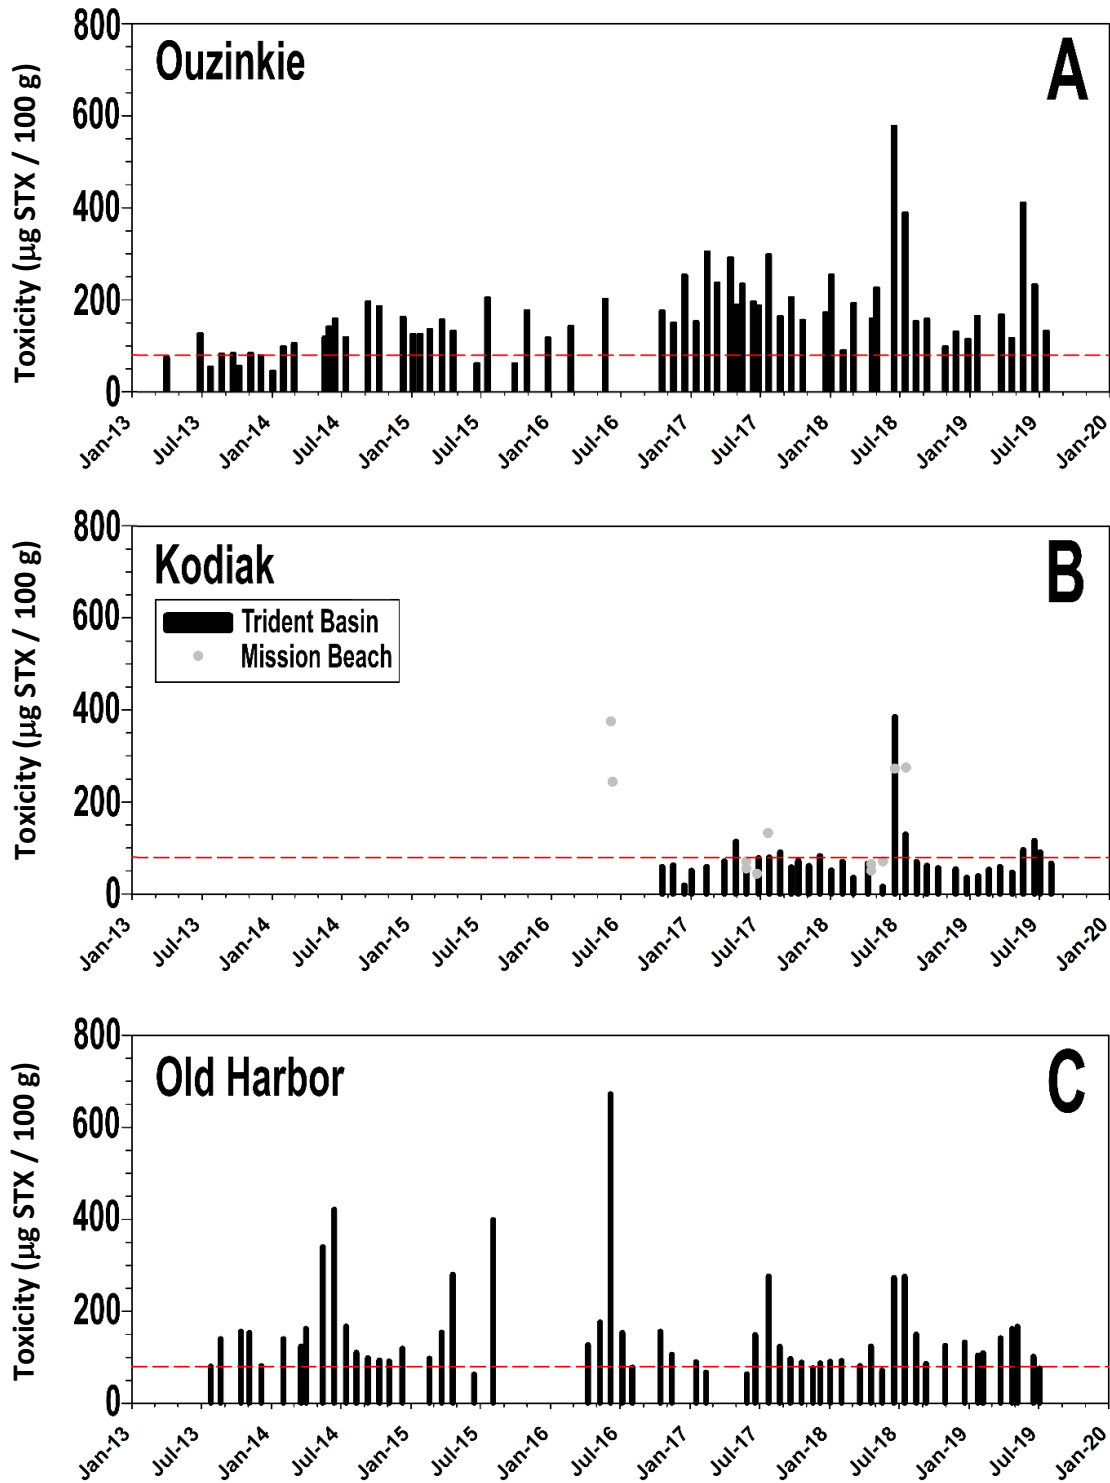 Ouzinkie
A
Toxicity (µg STX / 100 g)
800
600
400
200
0
Jan-13 Jul-13 Jan-14 Jul-14 Jan-15 Jul-15 Jan-16 Jul-16 Jan-17 Jul-17 Jan-18 Jul-18 Jan-19 Jul-19 Jan-20
Kodiak
B
Trident Basin
Mission Beach
Toxicity (µg STX / 100 g)
800
600
400
200
0
Jan-13 Jul-13 Jan-14 Jul-14 Jan-15 Jul-15 Jan-16 Jul-16 Jan-17 Jul-17 Jan-18 Jul-18 Jan-19 Jul-19 Jan-20
Old Harbor
C
Toxicity (µg STX / 100 g)
800
600
400
200
0
Jan-13 Jul-13 Jan-14 Jul-14 Jan-15 Jul-15 Jan-16 Jul-16 Jan-17 Jul-17 Jan-18 Jul-18 Jan-19 Jul-19 Jan-20